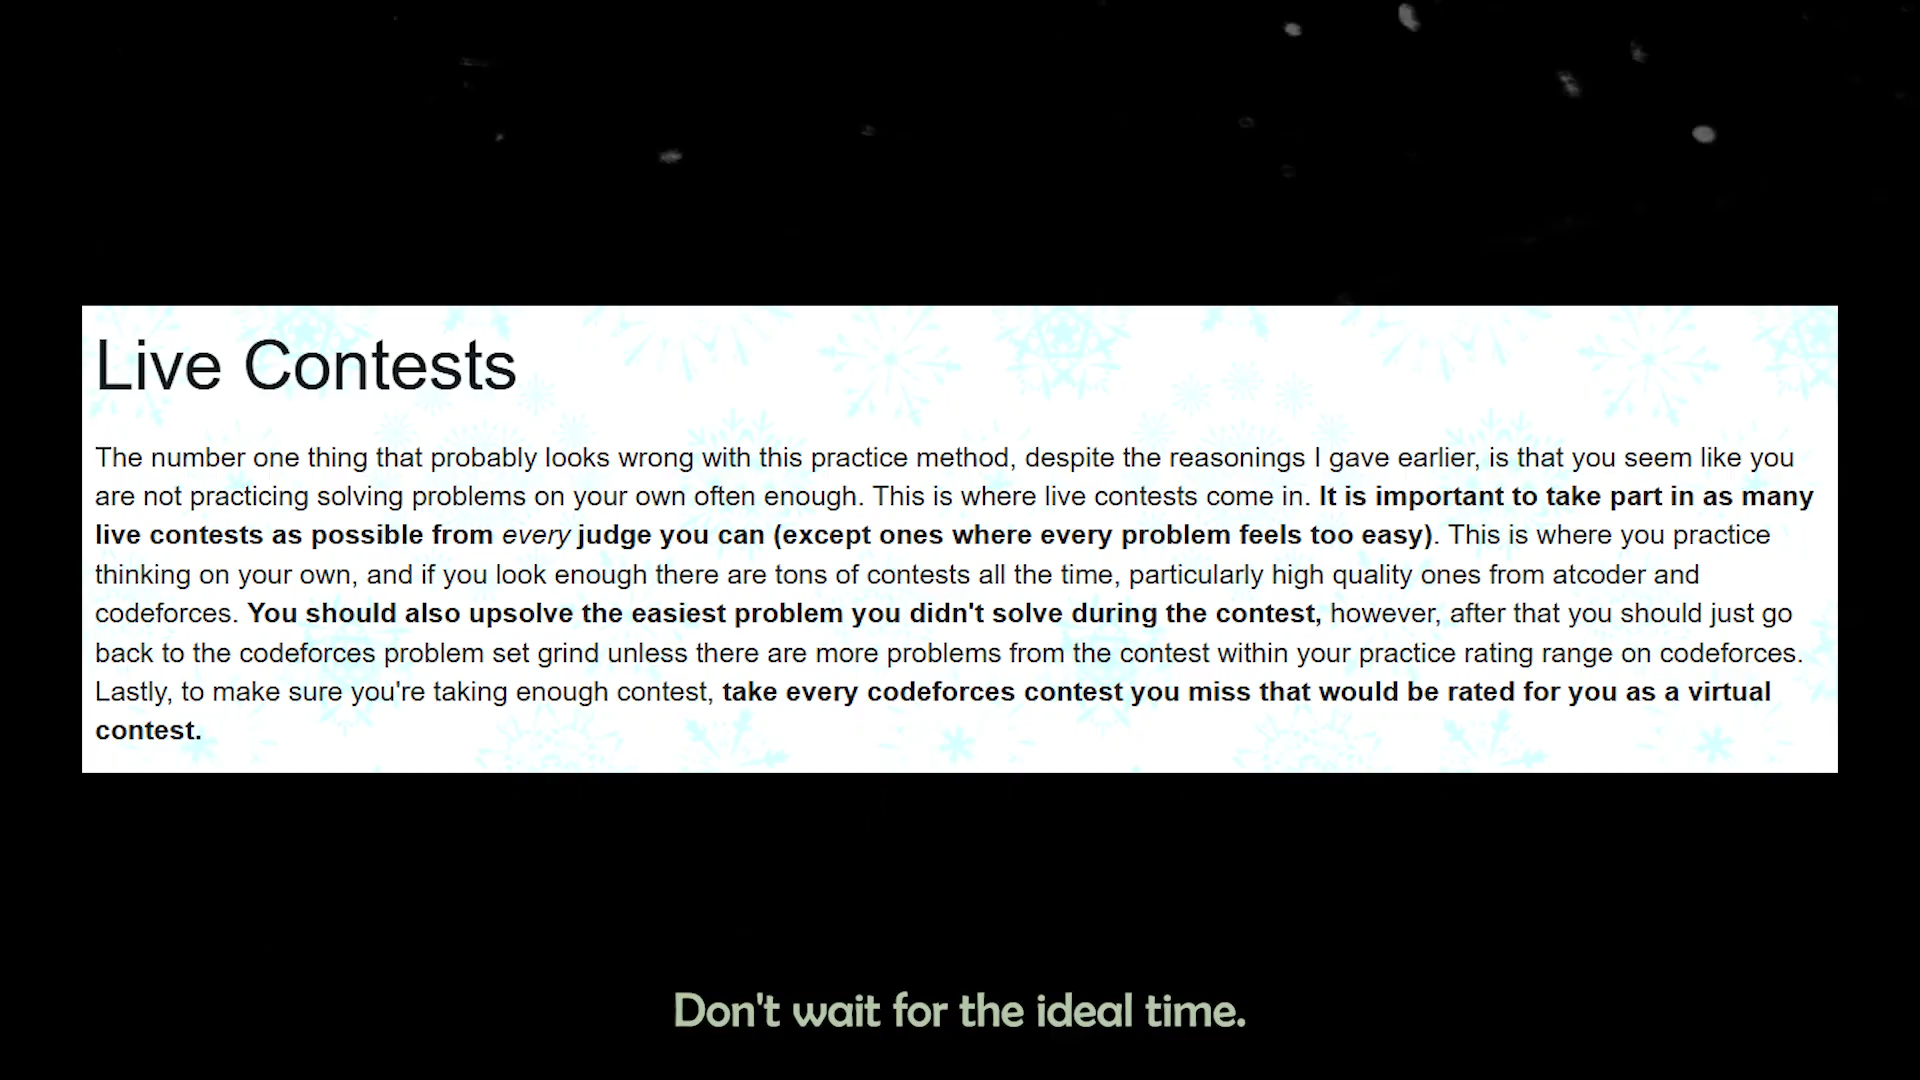 Live Contests
The number one thing that probably looks wrong with this practice method, despite the reasonings I gave earlier, is that you seem like you
are not practicing solving problems on your own often enough. This is where live contests come in. It is important to take part in as many
live contests as possible from every judge you can (except ones where every problem feels too easy). This is where you practice
thinking on your own, and if you look enough there are tons of contests all the time, particularly high quality ones from atcoder and
codeforces. You should also upsolve the easiest problem you didn't solve during the contest, however, after that you should just go
back to the codeforces problem set grind unless there are more problems from the contest within your practice rating range on codeforces.
Lastly, to make sure you're taking enough contest, take every codeforces contest you miss that would be rated for you as a virtual
contest.
Don't wait for the ideal time.